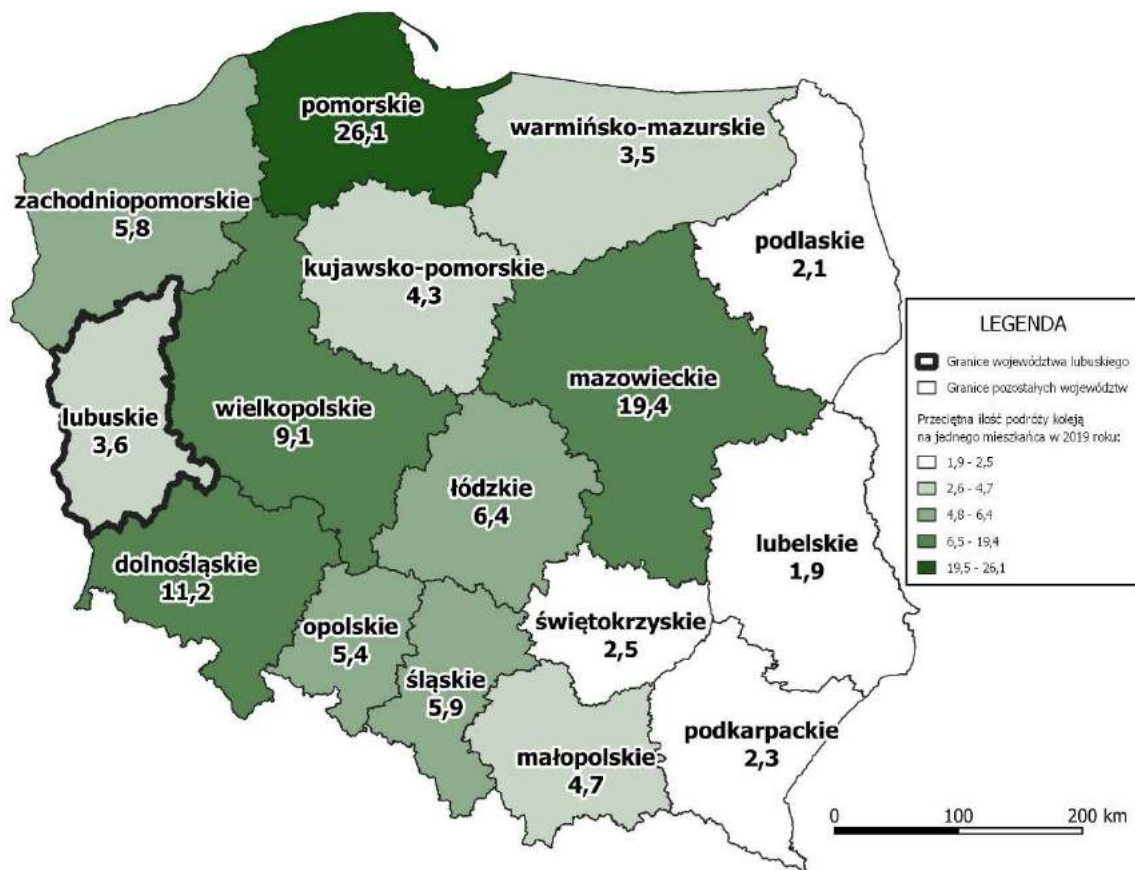 pomorskie
26,1
warmińsko-mazurskie
3,5
zachodniopomorskie
5,8
podlaskie
2,1
kujawsko-pomorskie
4,3
mazowieckie
19,4
wielkopolskie
9,1
lubuskie
3,6
łódzkie
6,4
lubelskie
1,9
dolnośląskie
11,2
opolskie
5,4
świętokrzyskie
2,5
śląskie
5,9
podkarpackie
2,3
małopolskie
4,7
LEGENDA
Granice województwa lubuskiego
Granice pozostałych województw
Przeciętna ilość podróży koleją
na jednego mieszkańca w 2019 roku:
1,9 - 2,5
2,6 - 4,7
4,8 - 6,4
6,5 - 19,4
19,5 - 26,1
0 100 200 km